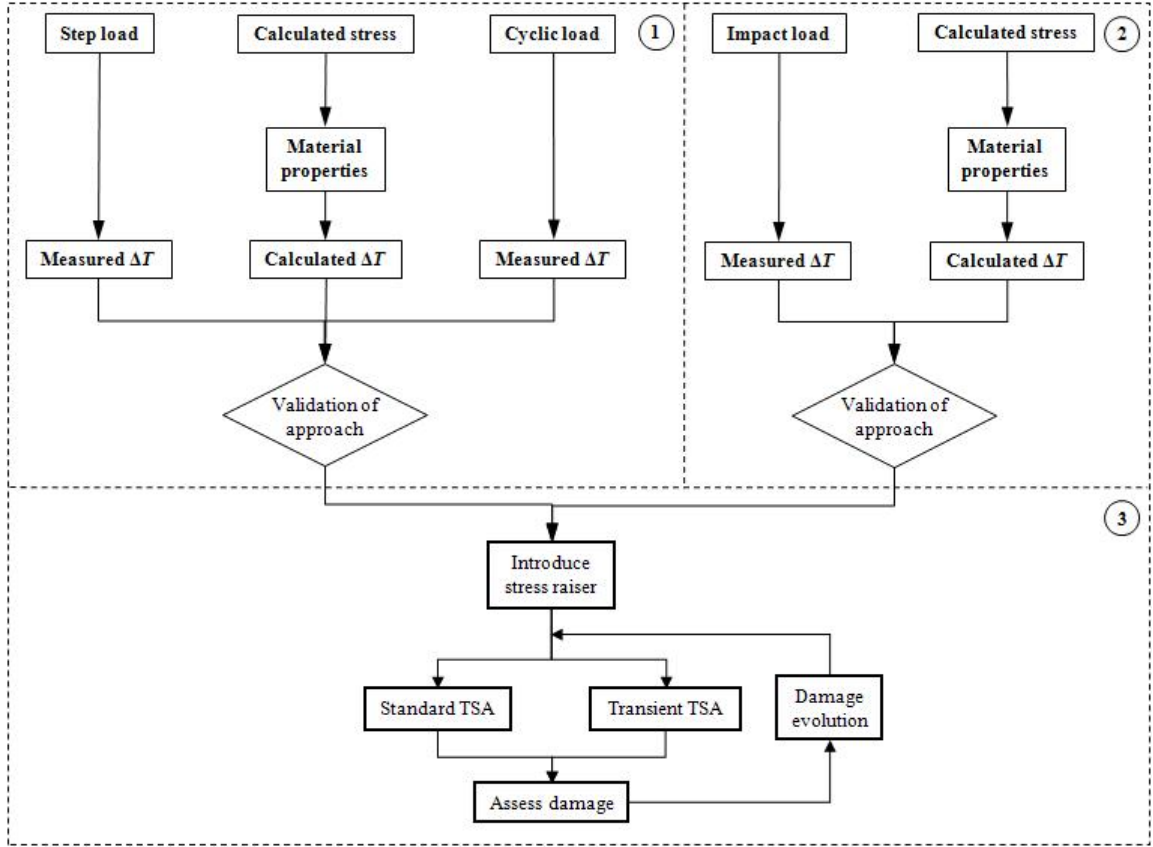 Step load
Calculated stress
Cyclic load
1
Material
properties
Measured ΔT
Calculated ΔT
Measured ΔT
Validation of
approach
Impact load
Calculated stress
2
Material
properties
Measured ΔT
Calculated ΔT
Validation of
approach
3
Introduce
stress raiser
Standard TSA
Transient TSA
Damage
evolution
Assess damage